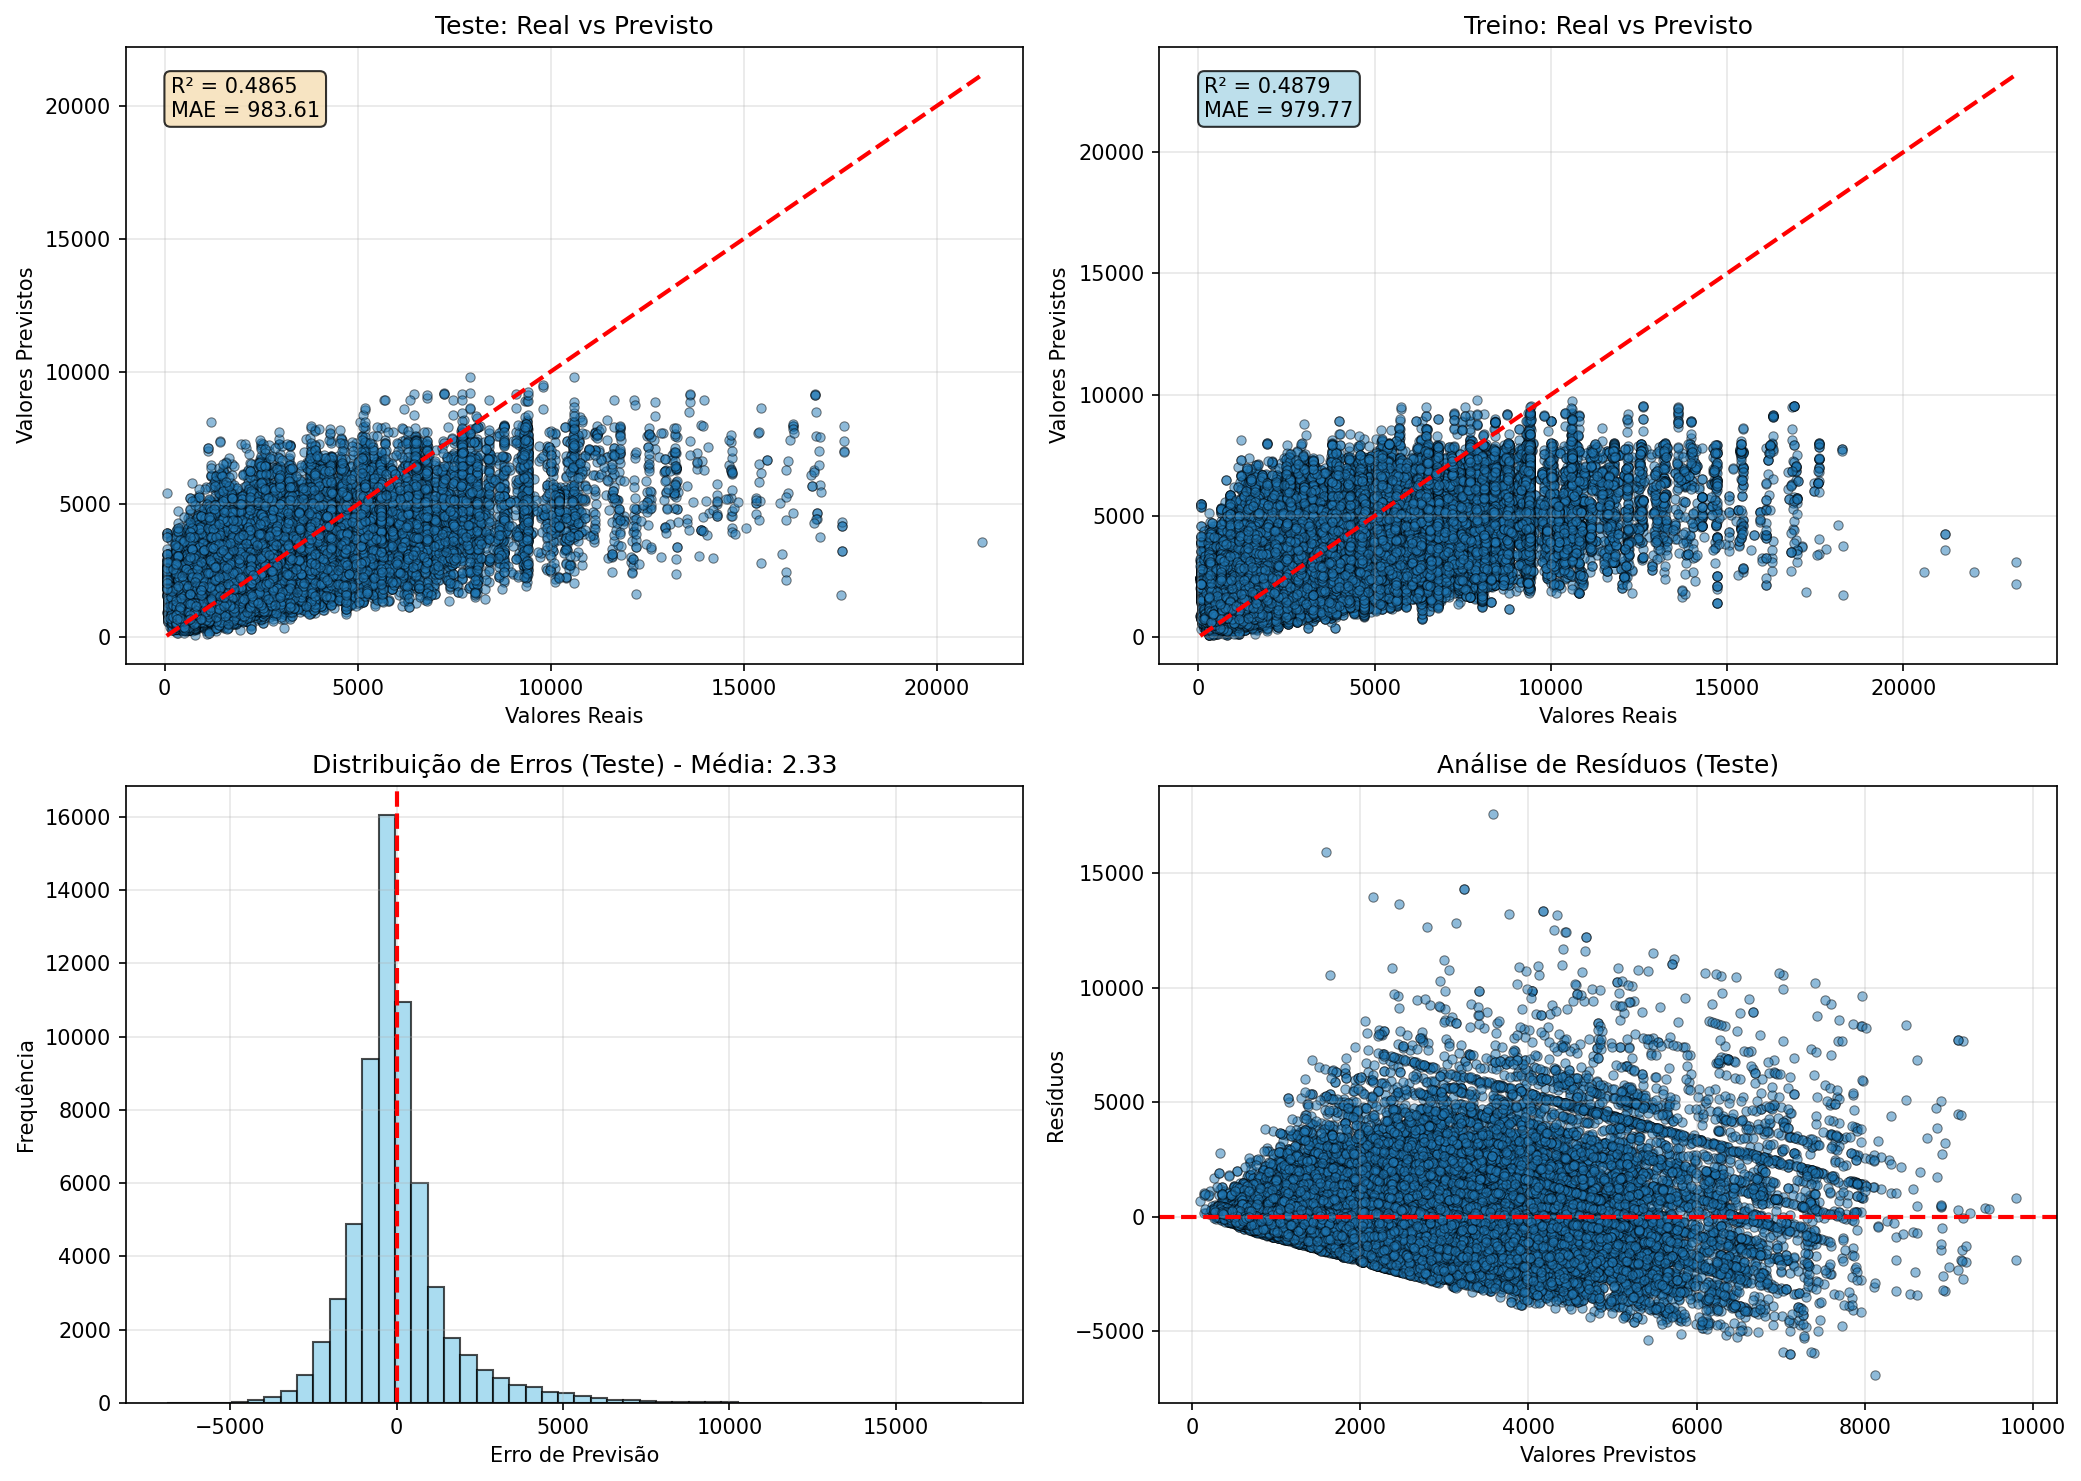 Teste: Real vs Previsto
R² = 0.4865
MAE = 983.61
20000
15000
10000
5000
0
Valores Previstos
0 5000 10000 15000 20000
Valores Reais
Treino: Real vs Previsto
R² = 0.4879
MAE = 979.77
20000
15000
10000
5000
0
Valores Previstos
0 5000 10000 15000 20000
Valores Reais
Distribuição de Erros (Teste) - Média: 2.33
16000
14000
12000
10000
8000
6000
4000
2000
0
Frequência
−5000 0 5000 10000 15000
Erro de Previsão
Análise de Resíduos (Teste)
15000
10000
5000
0
−5000
Resíduos
0 2000 4000 6000 8000 10000
Valores Previstos